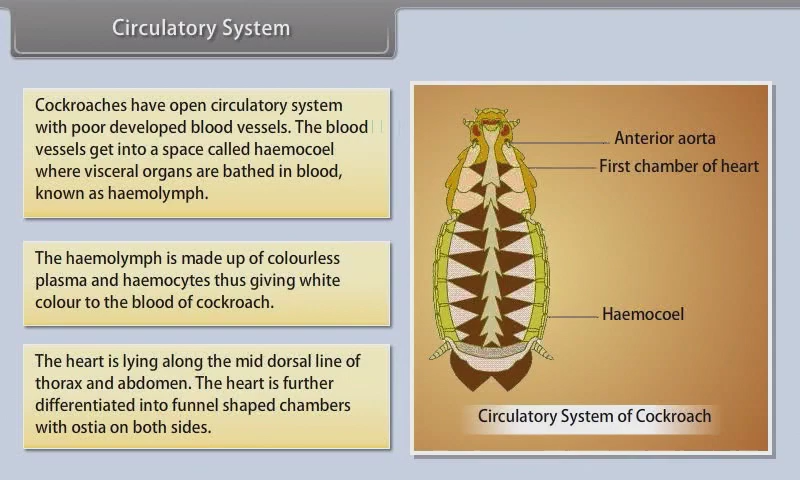 Circulatory System
Cockroaches have open circulatory system
with poor developed blood vessels. The blood
vessels get into a space called haemocoel
where visceral organs are bathed in blood,
known as haemolymph.
The haemolymph is made up of colourless
plasma and haemocytes thus giving white
colour to the blood of cockroach.
The heart is lying along the mid dorsal line of
thorax and abdomen. The heart is further
differentiated into funnel shaped chambers
with ostia on both sides.
Anterior aorta
First chamber of heart
Haemocoel
Circulatory System of Cockroach